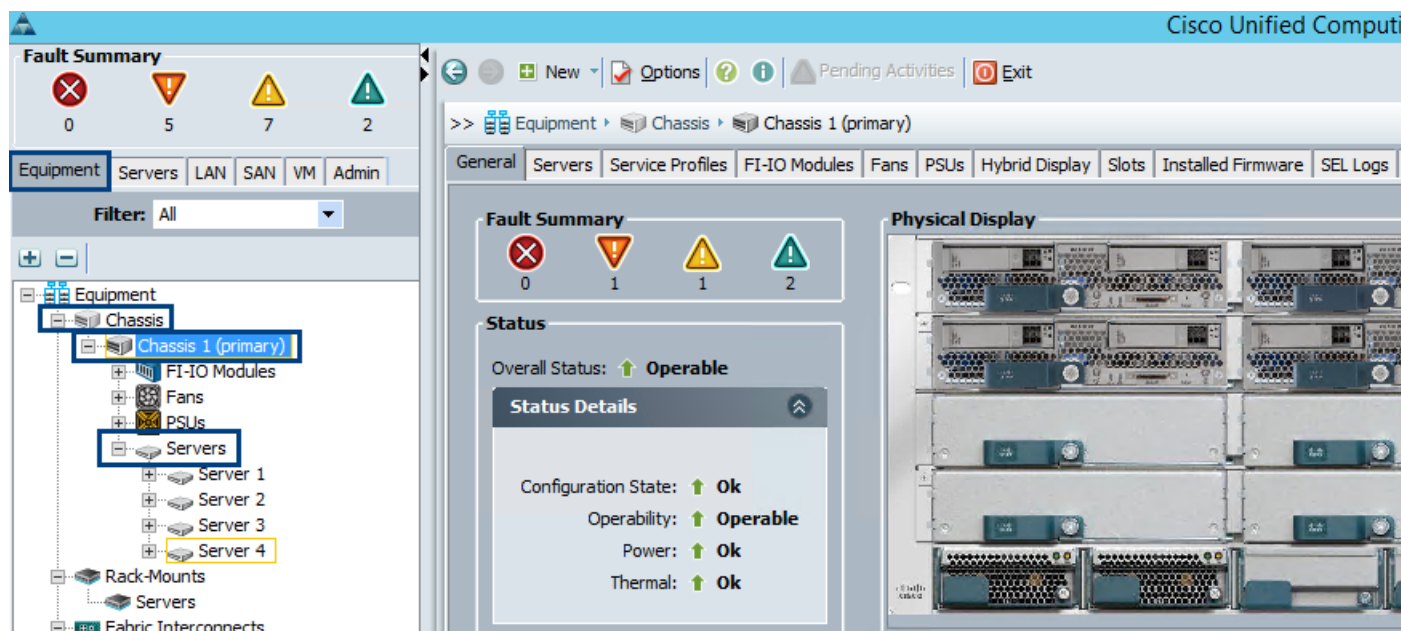 Cisco Unified Computi
Fault Summary
0 5 7 2
Equipment Servers LAN SAN VM Admin
Filter: All
Equipment
Chassis
Chassis 1 (primary)
FI-IO Modules
Fans
PSUs
Servers
Server 1
Server 2
Server 3
Server 4
Rack-Mounts
Servers
Fabric Interconnects
New Options Pending Activities Exit
>> Equipment Chassis Chassis 1 (primary)
General Servers Service Profiles FI-IO Modules Fans PSUs Hybrid Display Slots Installed Firmware SEL Logs
Fault Summary
0 1 1 2
Status
Overall Status: Operable
Status Details
Configuration State: Ok
Operability: Operable
Power: Ok
Thermal: Ok
Physical Display